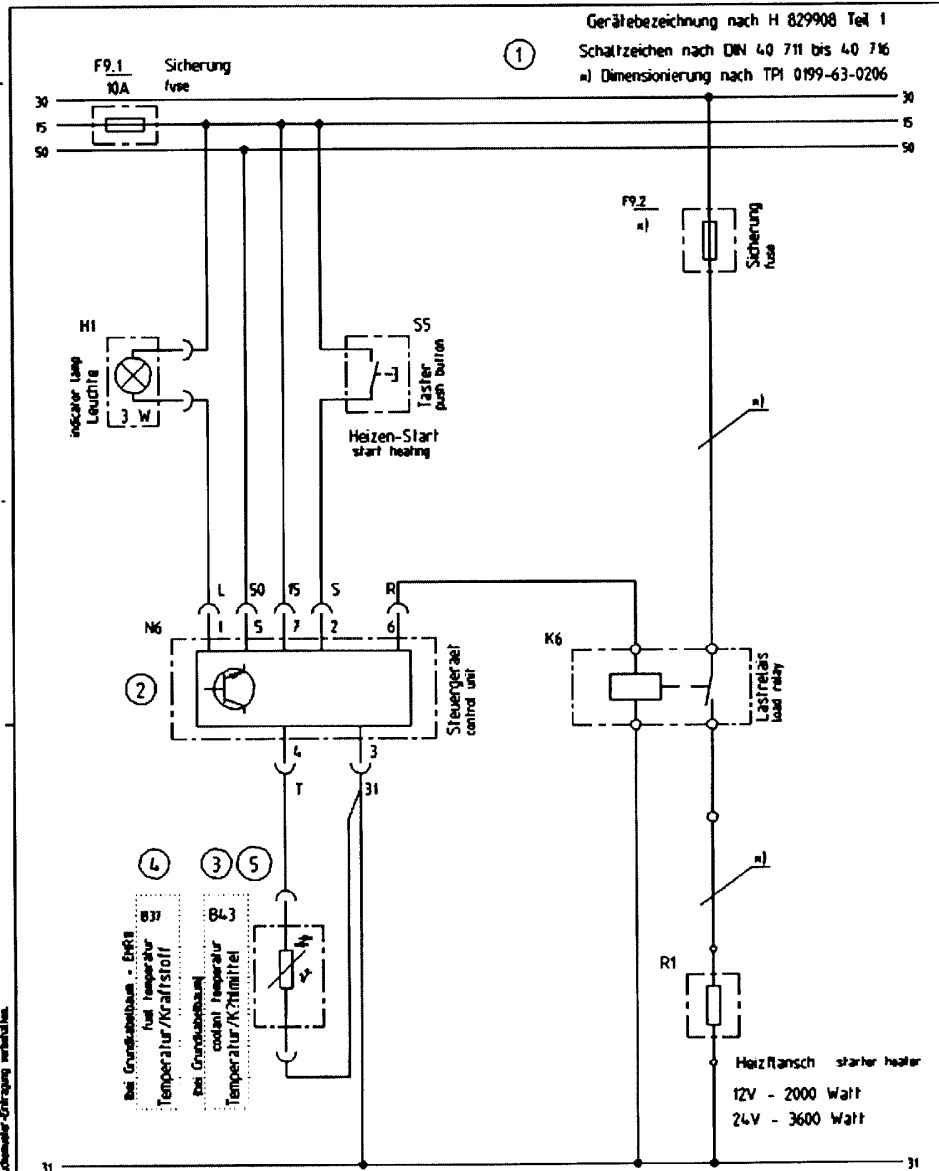 Gerätebezeichnung nach H 829908 Teil 1
1
Schaltzeichen nach DIN 40 711 bis 40 716
*) Dimensionierung nach TPI 0199-63-0206
F9.1
10A
Sicherung
fuse
30
30
15
15
50
50
F9.2
*)
Sicherung
fuse
H1
indicator lamp
Leuchte
3 W
S5
Taster
push button
Heizen-Start
start heating
*)
L
50
15
S
R
N6
1
5
7
2
6
K6
2
Steuergeraet
control unit
Lastrelais
load relay
4
3
T
31
4
3
5
*)
bei Grundkabelbaum - EMRII
B37
fuel temperature
Temperatur/Kraftstoff
(bei Grundkabelbaum)
B43
coolant temperature
Temperatur/K?hlmittel
R1
Heizflansch
starter heater
12V - 2000 Watt
24V - 3600 Watt
31
31